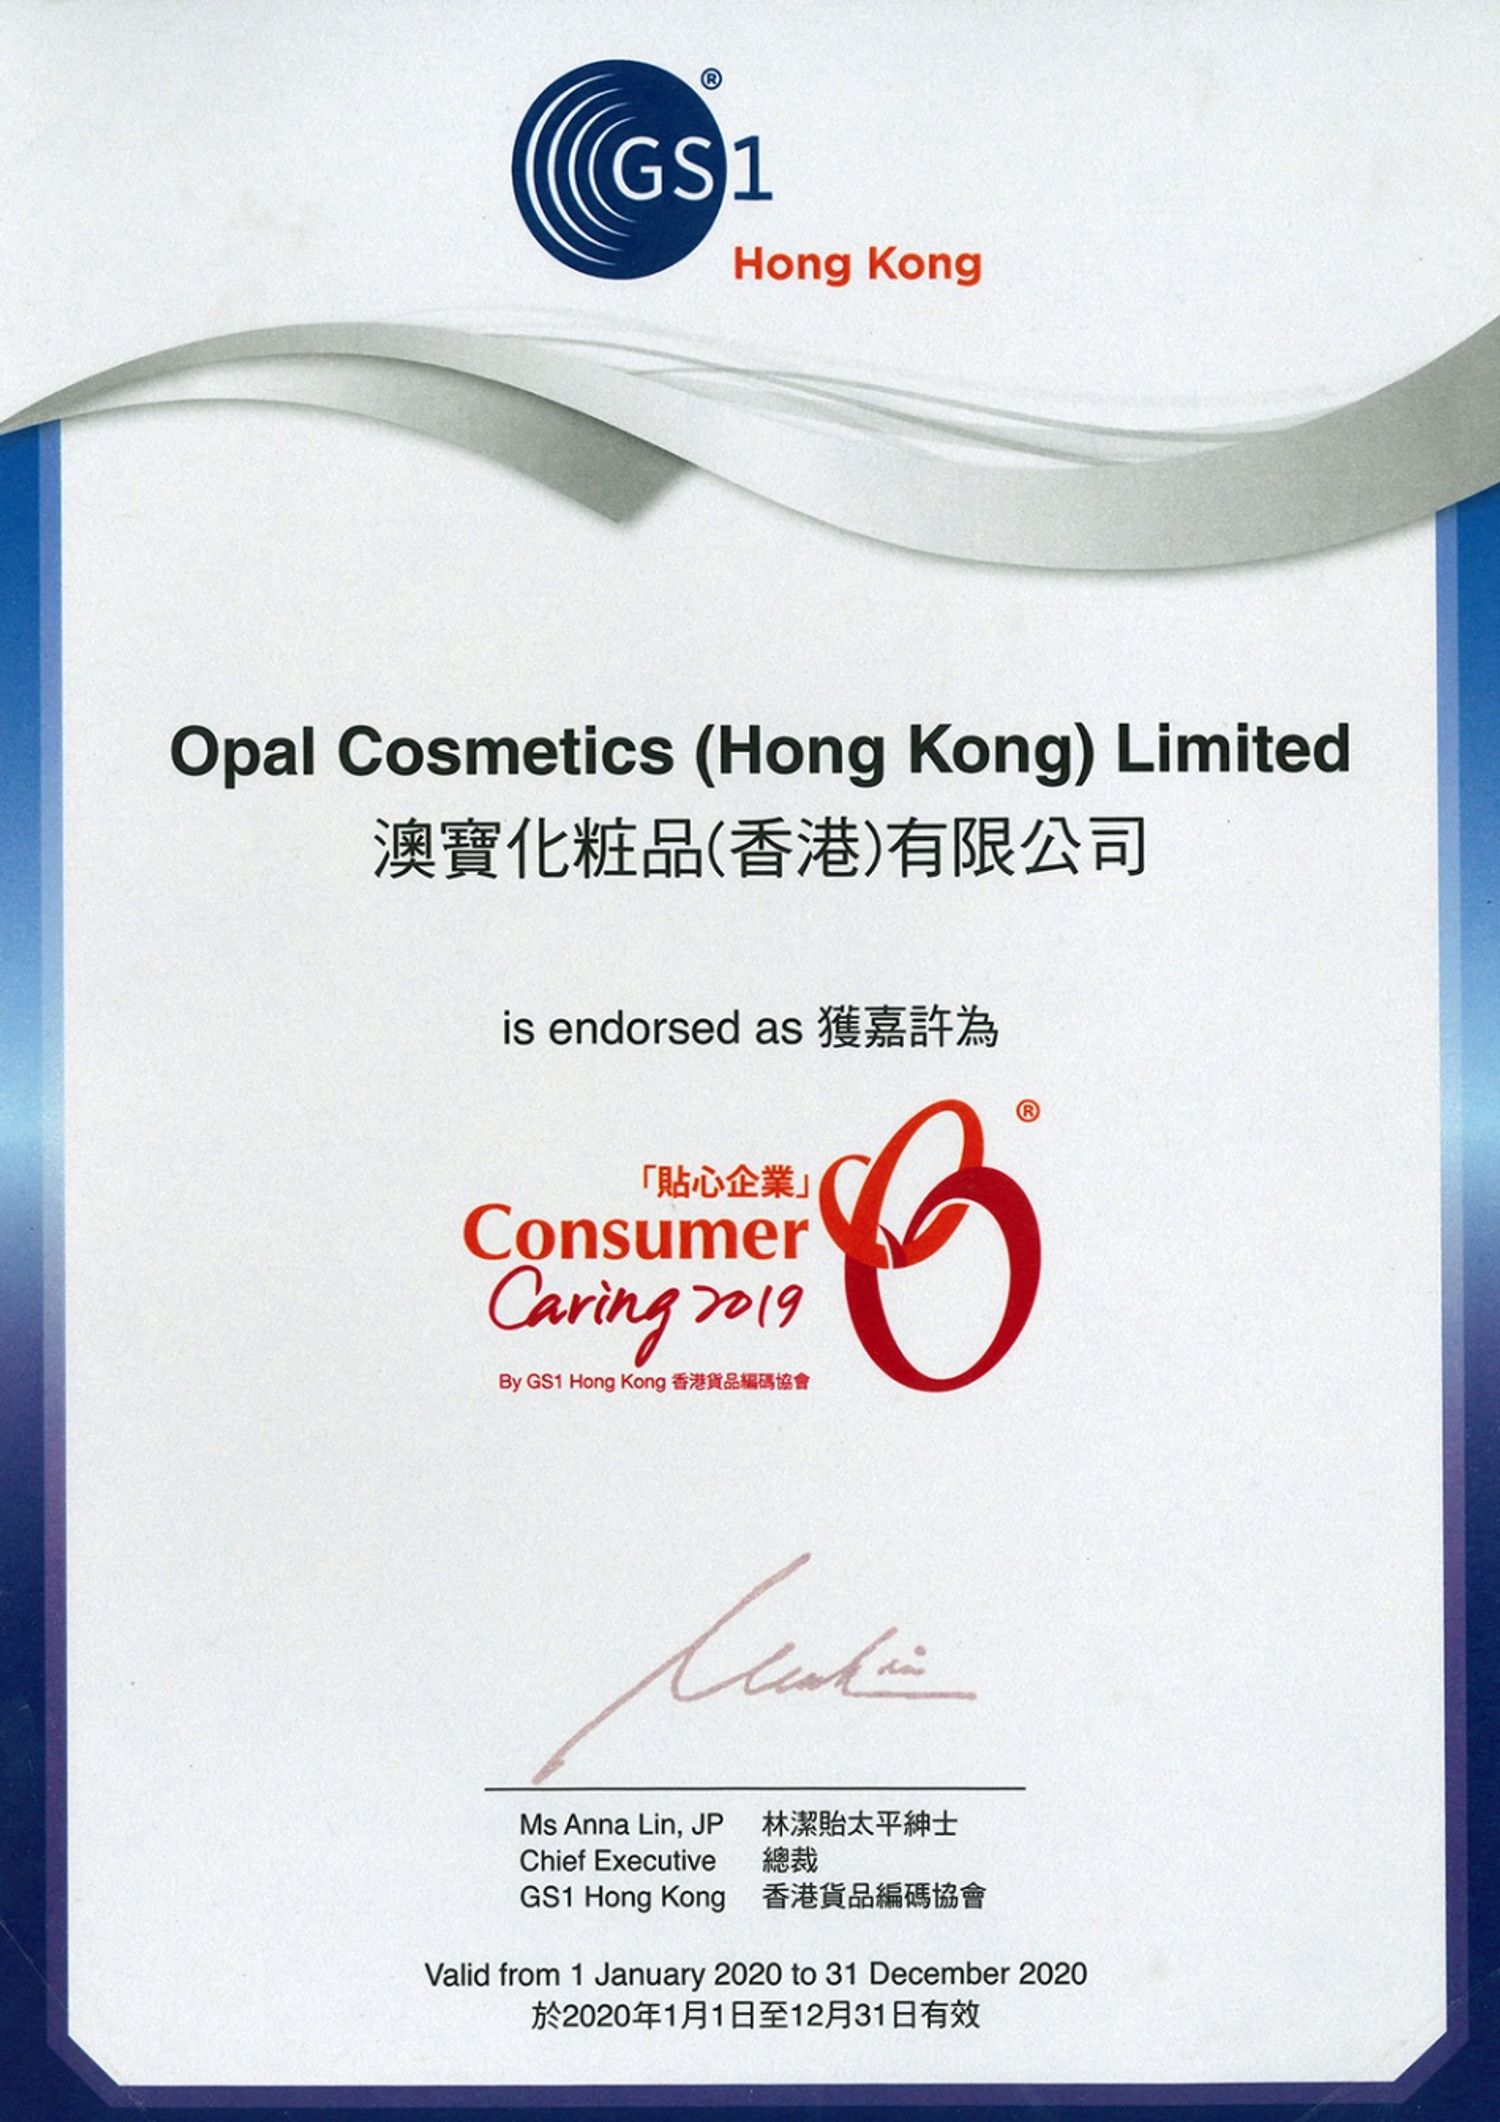 GS1®
Hong Kong
Opal Cosmetics (Hong Kong) Limited
澳寶化粧品(香港)有限公司
is endorsed as 獲嘉許為
®
「貼心企業」
Consumer
Caring 2019
By GS1 Hong Kong 香港貨品編碼協會
Ms Anna Lin, JP 林潔貽太平紳士
Chief Executive 總裁
GS1 Hong Kong 香港貨品編碼協會
Valid from 1 January 2020 to 31 December 2020
於2020年1月1日至12月31日有效